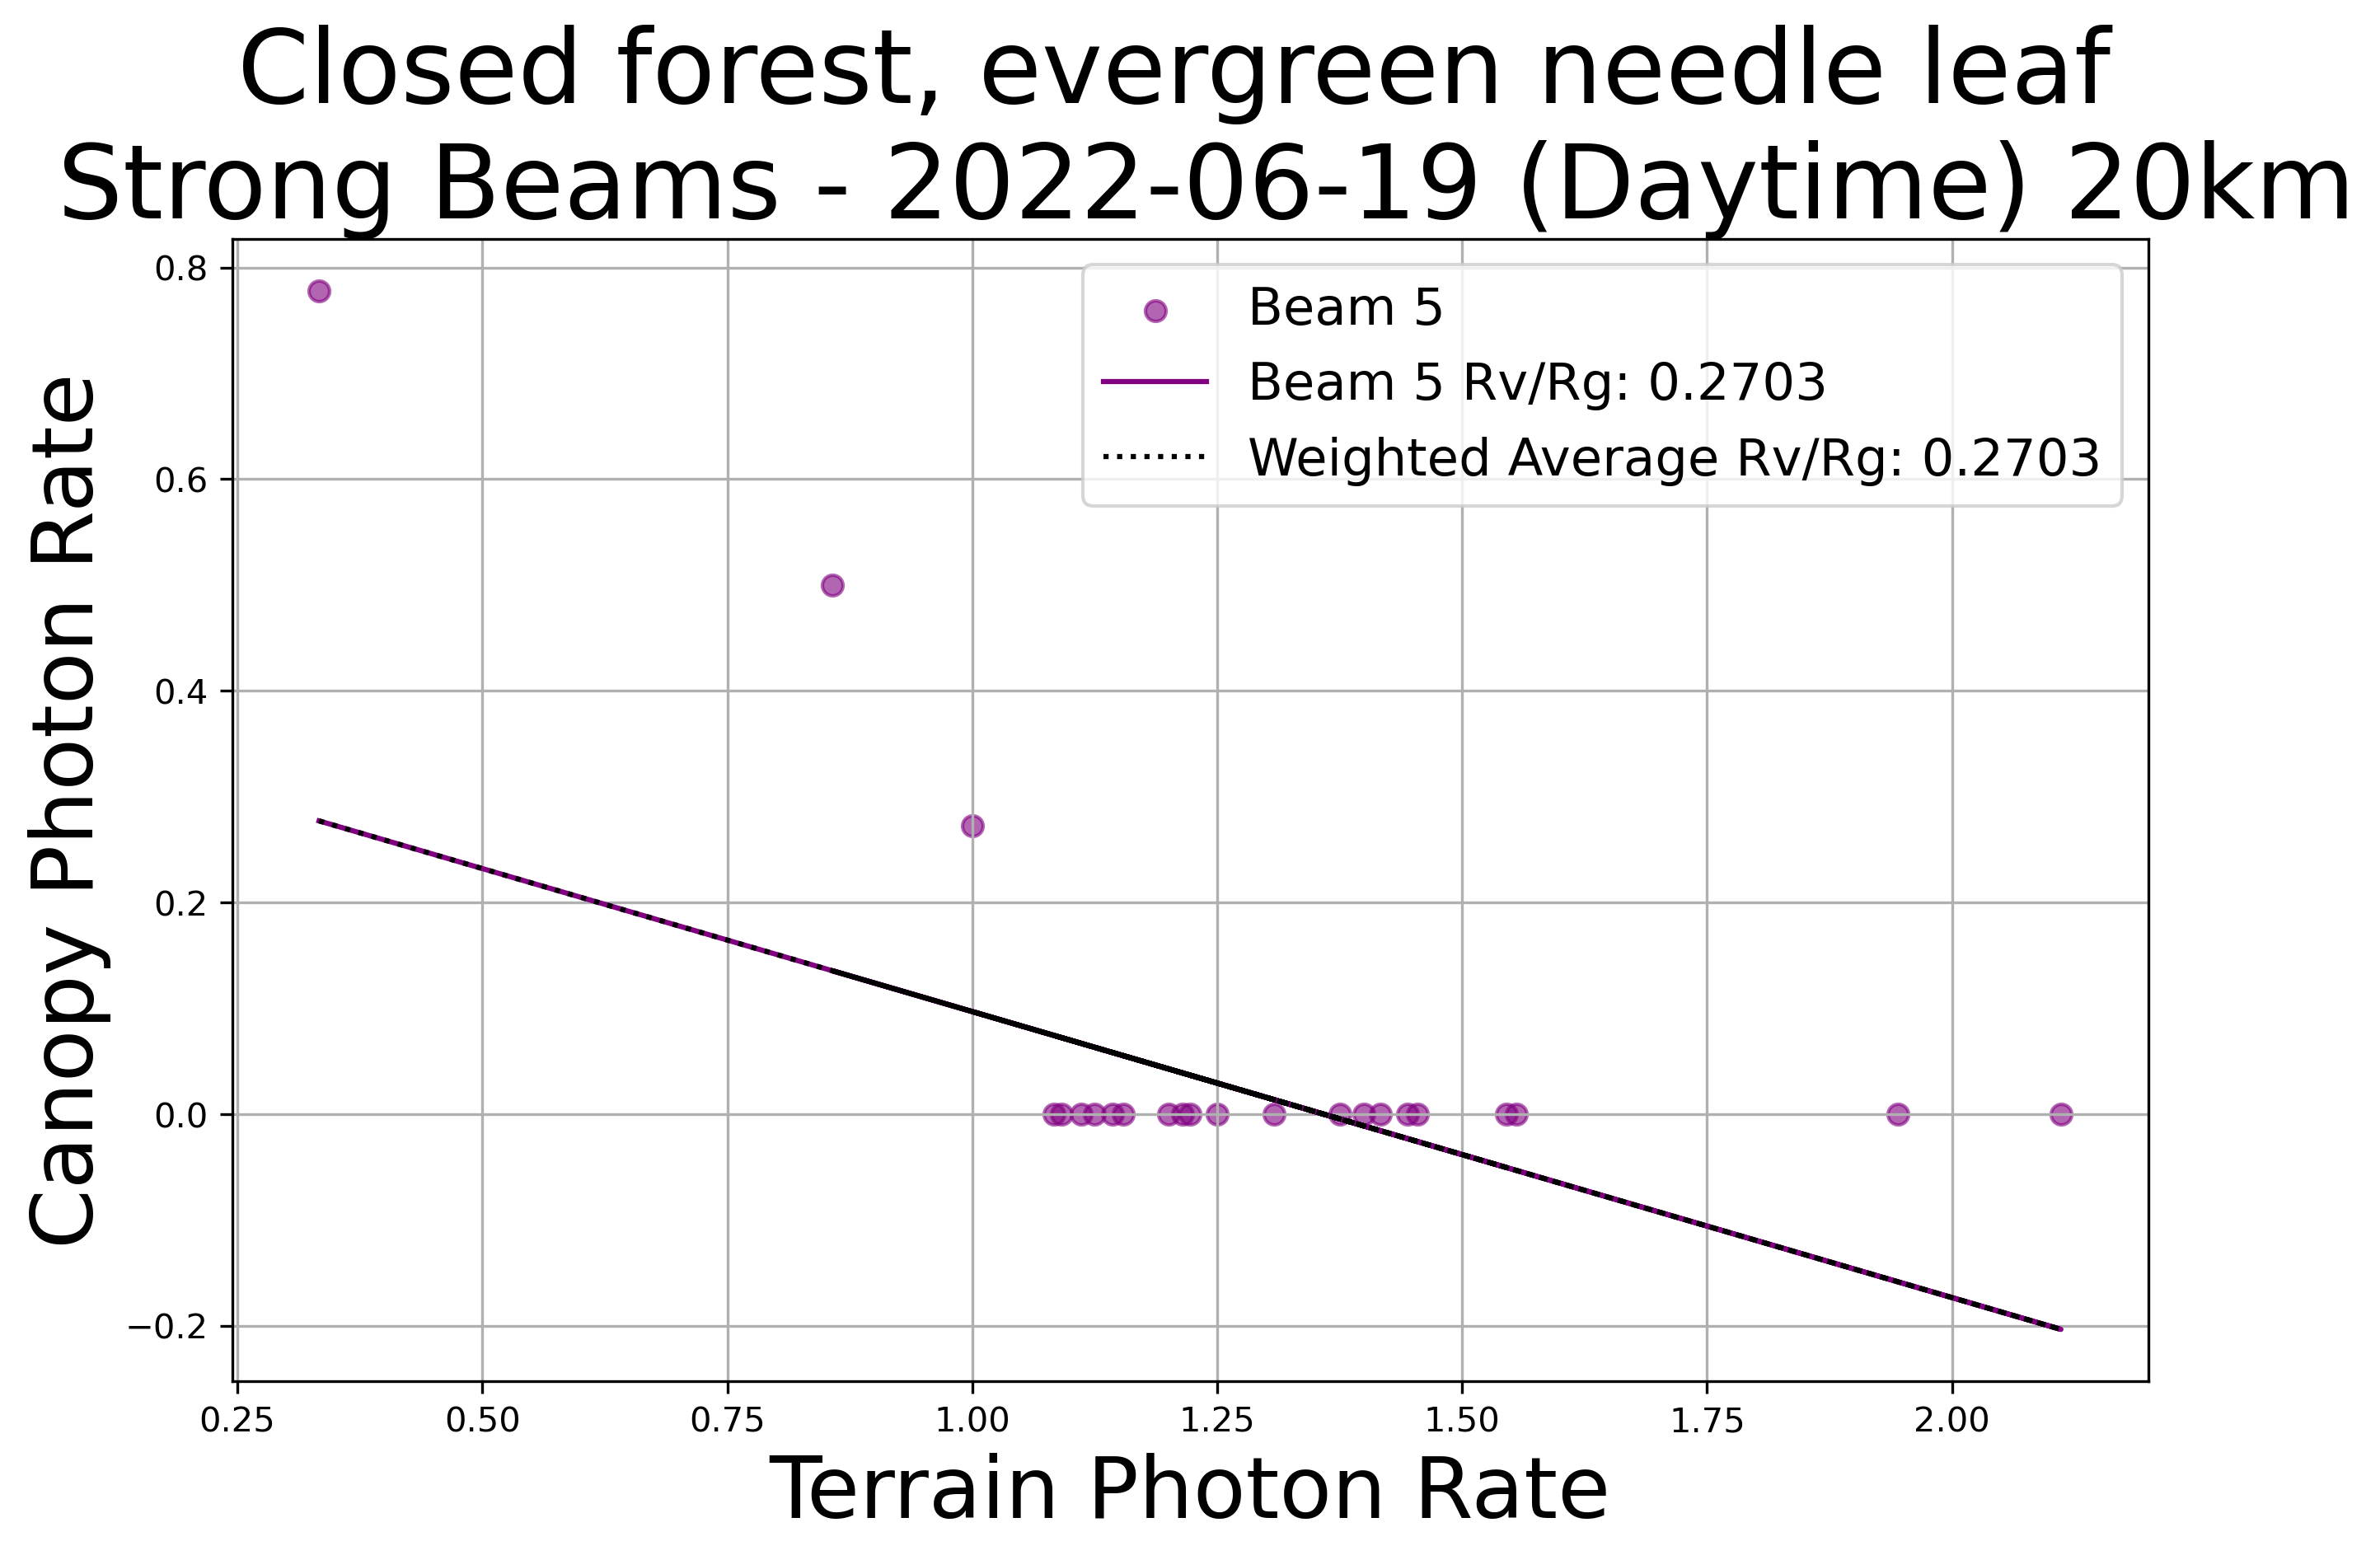 Closed forest, evergreen needle leaf
Strong Beams - 2022-06-19 (Daytime) 20km
Beam 5
Beam 5 Rv/Rg: 0.2703
Weighted Average Rv/Rg: 0.2703
Canopy Photon Rate
0.8
0.6
0.4
0.2
0.0
−0.2
0.25 0.50 0.75 1.00 1.25 1.50 1.75 2.00
Terrain Photon Rate